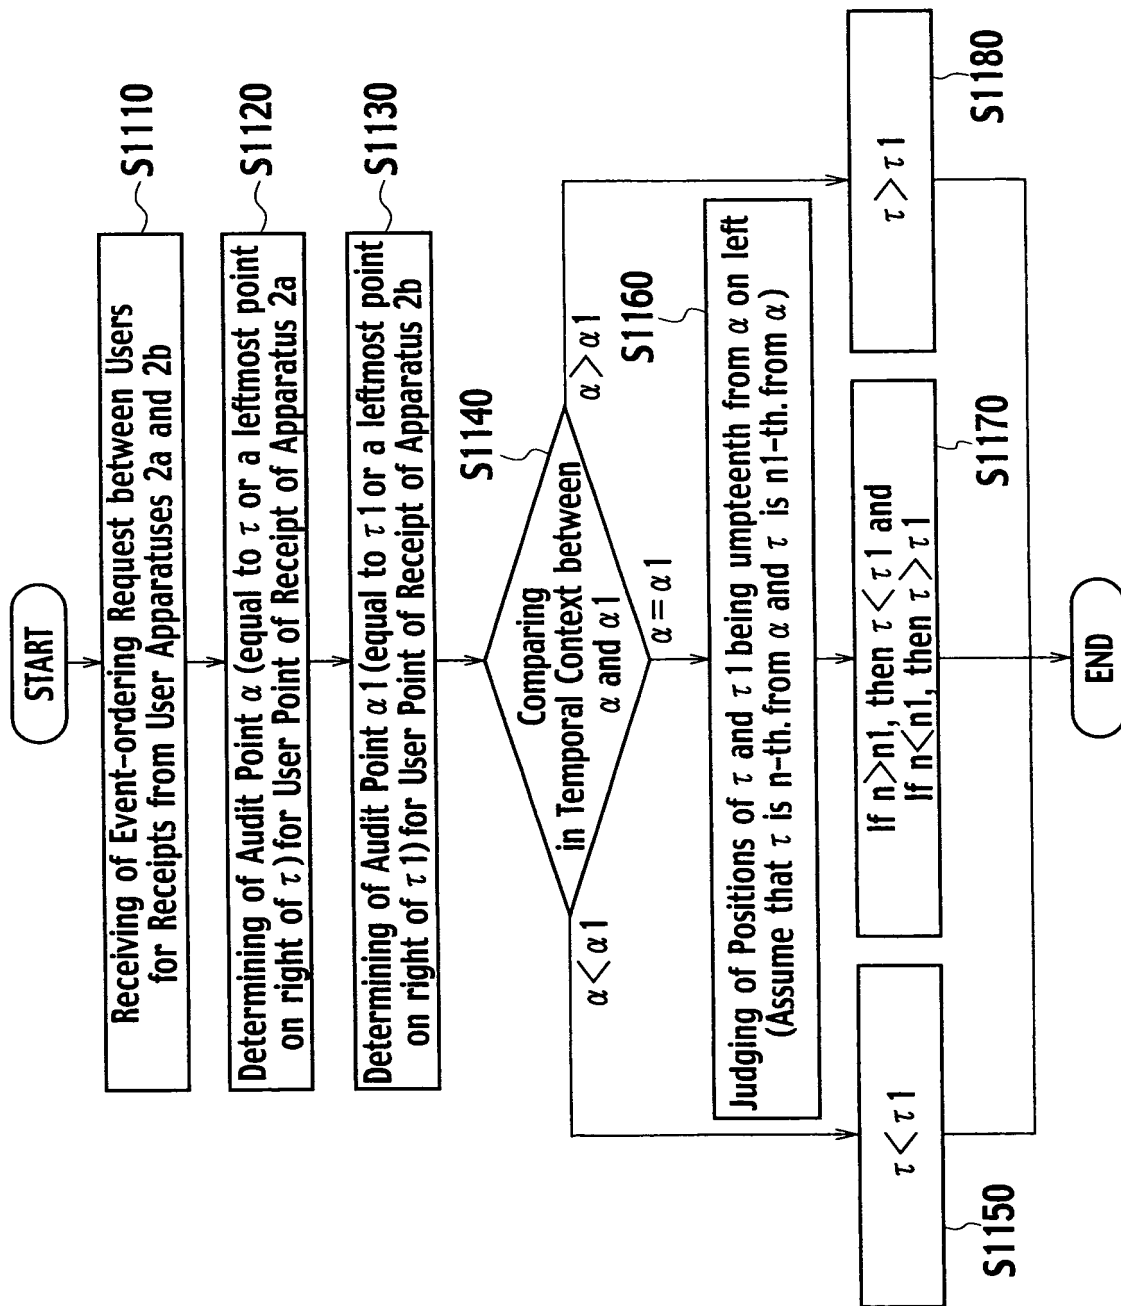 START
Receiving of Event-ordering Request between Users
for Receipts from User Apparatuses 2a and 2b
S1110
Determining of Audit Point α (equal to τ or a leftmost point
on right of τ) for User Point of Receipt of Apparatus 2a
S1120
Determining of Audit Point α1 (equal to τ1 or a leftmost point
on right of τ1) for User Point of Receipt of Apparatus 2b
S1130
Comparing
in Temporal Context between
α and α1
S1140
α<α1
α=α1
α>α1
Judging of Positions of τ and τ1 being umpteenth from α on left
(Assume that τ is n-th. from α and τ is n1-th. from α)
S1160
τ<τ1
S1150
If n>n1, then τ<τ1 and
If n<n1, then τ>τ1
S1170
τ>τ1
S1180
END